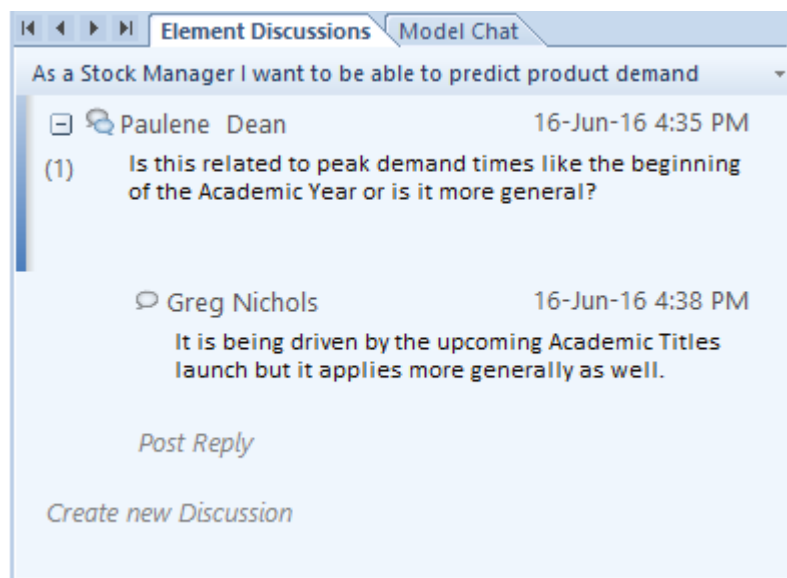 Element Discussions Model Chat
As a Stock Manager I want to be able to predict product demand
Paulene Dean 16-Jun-16 4:35 PM
(1) Is this related to peak demand times like the beginning
of the Academic Year or is it more general?
Greg Nichols 16-Jun-16 4:38 PM
It is being driven by the upcoming Academic Titles
launch but it applies more generally as well.
Post Reply
Create new Discussion